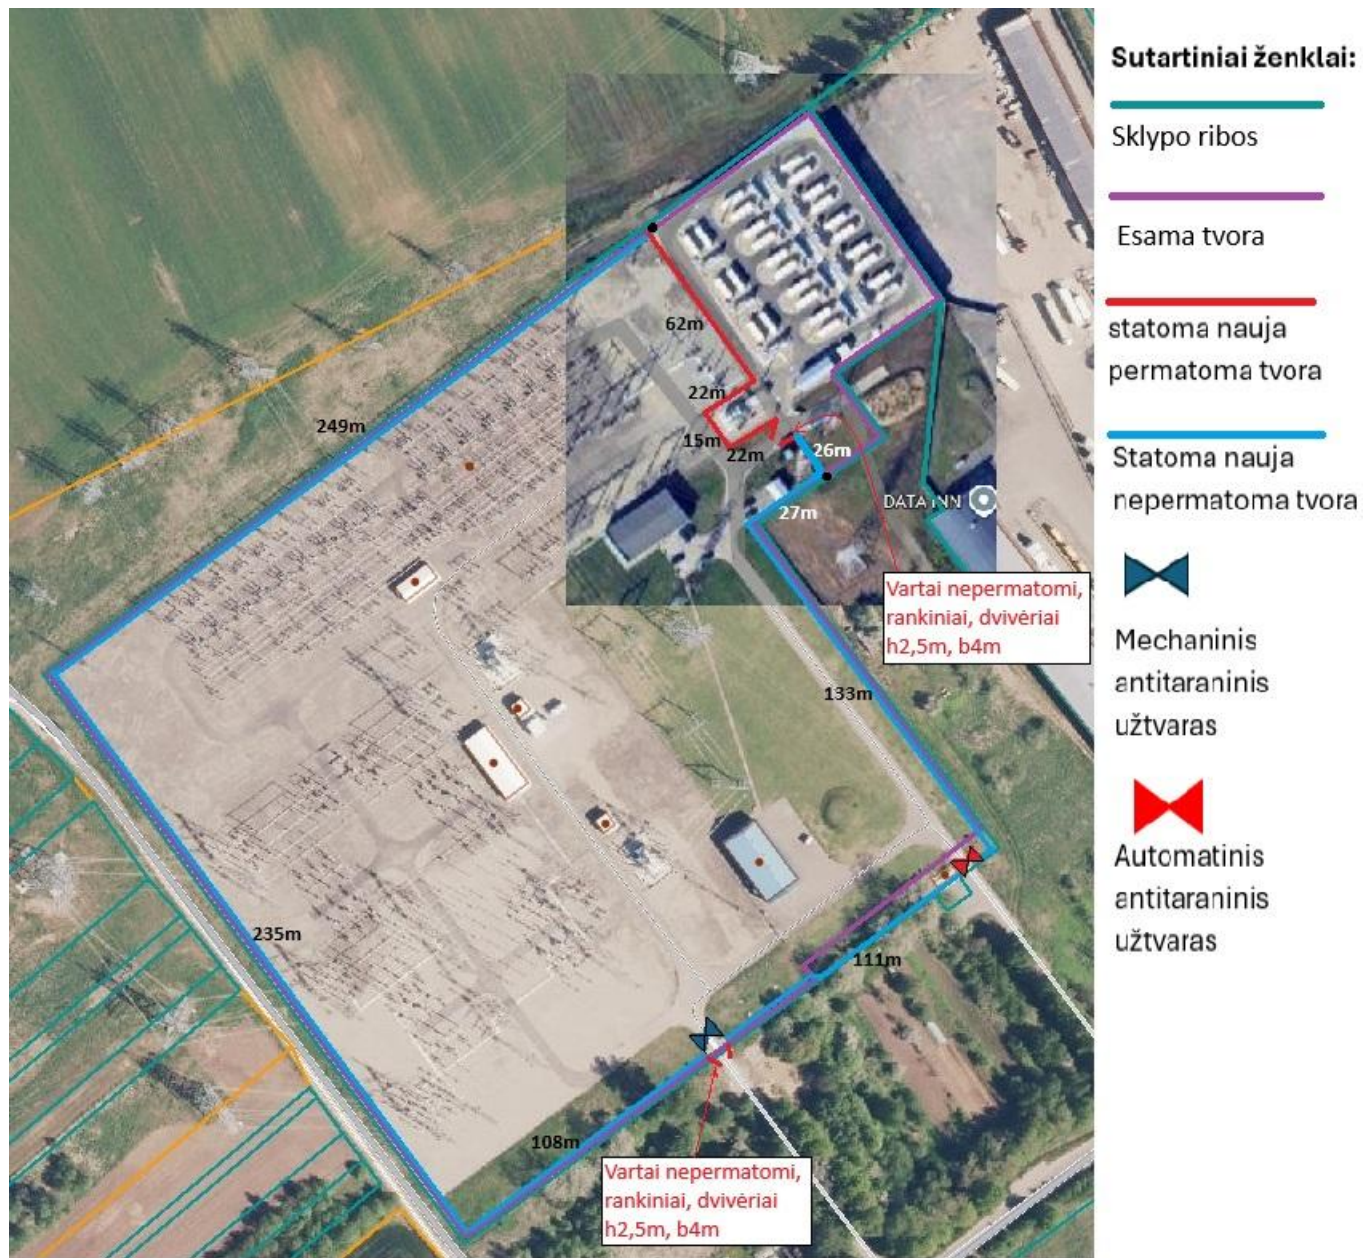 Sutartiniai ženklai:
Sklypo ribos
Esama tvora
statoma nauja
permatoma tvora
Statoma nauja
nepermatoma tvora
Mechaninis
antitaraninis
užtvaras
Automatinis
antitaraninis
užtvaras
62m
22m
249m
15m
22m
26m
27m
DATA INN
Vartai nepermatomi,
rankiniai, dvivėriai
h2,5m, b4m
133m
235m
111m
108m
Vartai nepermatomi,
rankiniai, dvivėriai
h2,5m, b4m